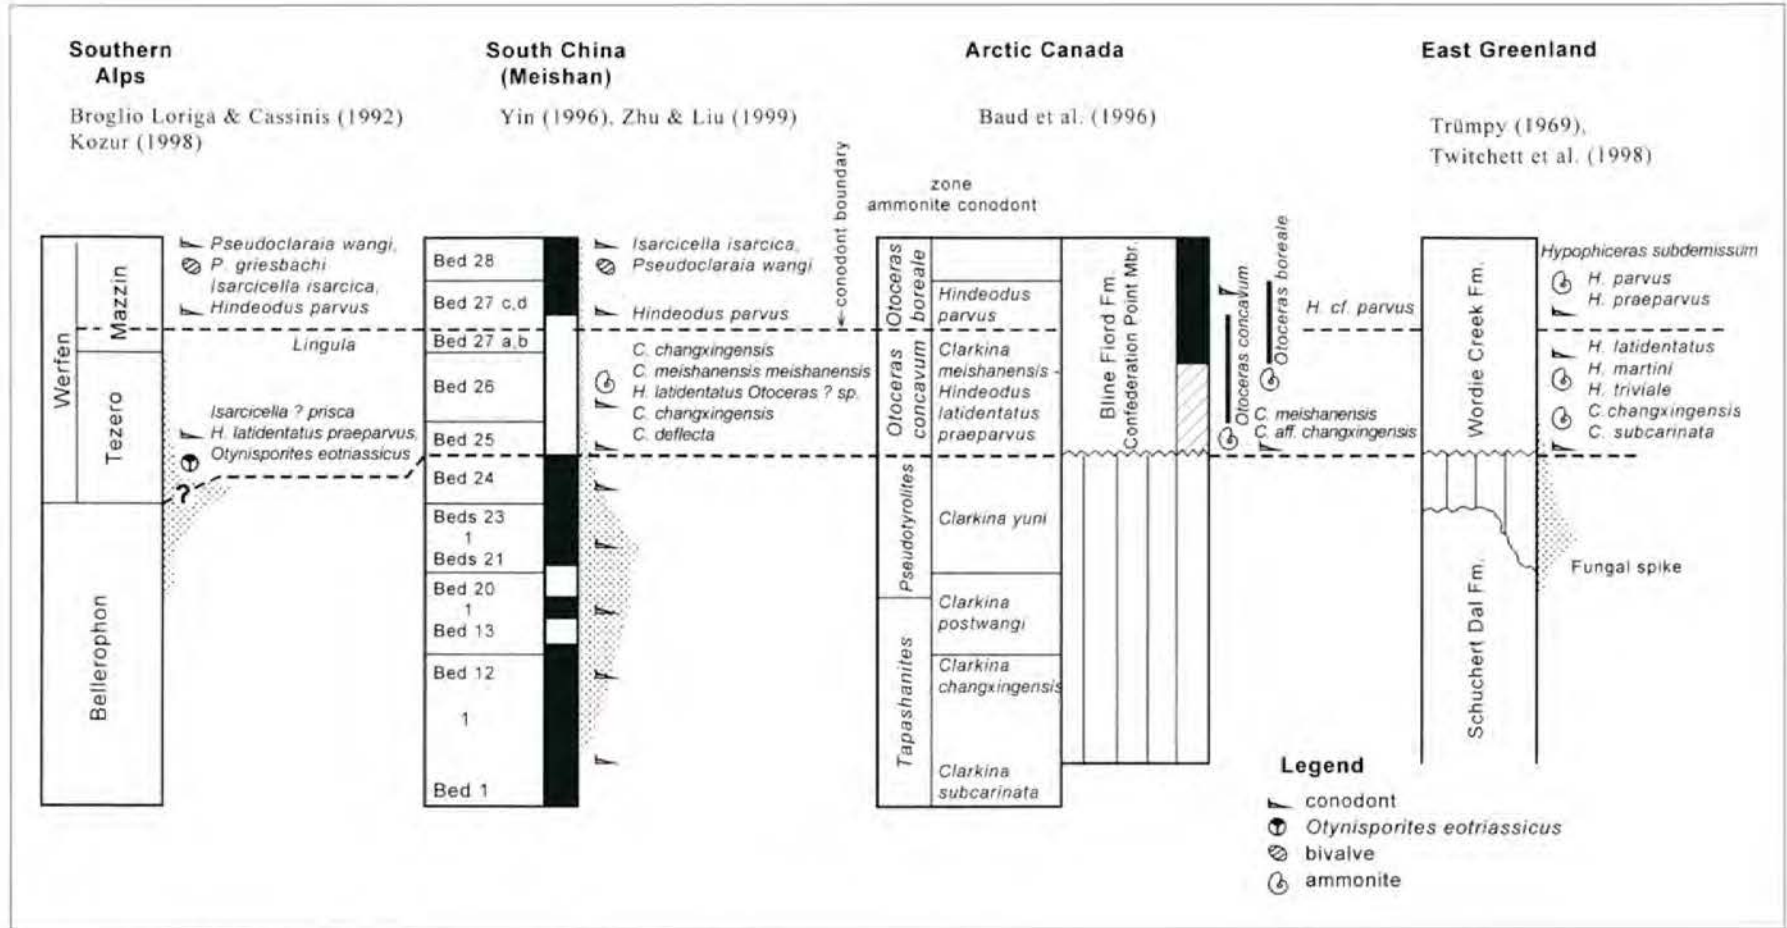 Southern
Alps
Broglio Loriga & Cassinis (1992)
Kozur (1998)
South China
(Meishan)
Yin (1996), Zhu & Liu (1999)
Arctic Canada
Baud et al. (1996)
East Greenland
Trümpy (1969),
Twitchett et al. (1998)
conodont boundary
zone
ammonite conodont
Werfen
Mazzin
Tezero
Bellerophon
Pseudoclaraia wangi,
P. griesbachi
Isarcicella isarcica,
Hindeodus parvus
Lingula
Isarcicella ? prisca
H. latidentatus praeparvus,
Otynisporites eotriassicus
?
Bed 28
Bed 27 c,d
Bed 27 a,b
Bed 26
Bed 25
Bed 24
Beds 23
1
Beds 21
Bed 20
1
Bed 13
Bed 12
1
Bed 1
Isarcicella isarcica,
Pseudoclaraia wangi
Hindeodus parvus
C. changxingensis
C. meishanensis meishanensis
H. latidentatus Otoceras ? sp.
C. changxingensis
C. deflecta
Otoceras
boreale
Otoceras
concavum
Pseudotyrolites
Tapashanites
Hindeodus
parvus
Clarkina
meishanensis -
Hindeodus
latidentatus
praeparvus
Clarkina yuni
Clarkina
postwangi
Clarkina
changxingensis
Clarkina
subcarinata
Bline Fiord Fm.
Confederation Point Mbr.
Otoceras concavum
Otoceras boreale
C. meishanensis
C. aff. changxingensis
H. cf. parvus
Wordie Creek Fm.
Schuchert Dal Fm.
Hypophiceras subdemissum
H. parvus
H. praeparvus
H. latidentatus
H. martini
H. triviale
C.changxingensis
C. subcarinata
Fungal spike
Legend
conodont
Otynisporites eotriassicus
bivalve
ammonite